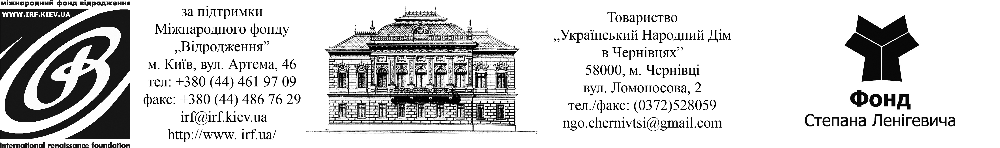 міжнародний фонд відродження
WWW.IRF.KIEV.UA
international renaissance foundation
за підтримки
Міжнародного фонду
„Відродження”
м. Київ, вул. Артема, 46
тел: +380 (44) 461 97 09
факс: +380 (44) 486 76 29
irf@irf.kiev.ua
http://www. irf.ua/
Товариство
„Український Народний Дім
в Чернівцях”
58000, м. Чернівці
вул. Ломоносова, 2
тел./факс: (0372)528059
ngo.chernivtsi@gmail.com
Фонд
Степана Ленігевича